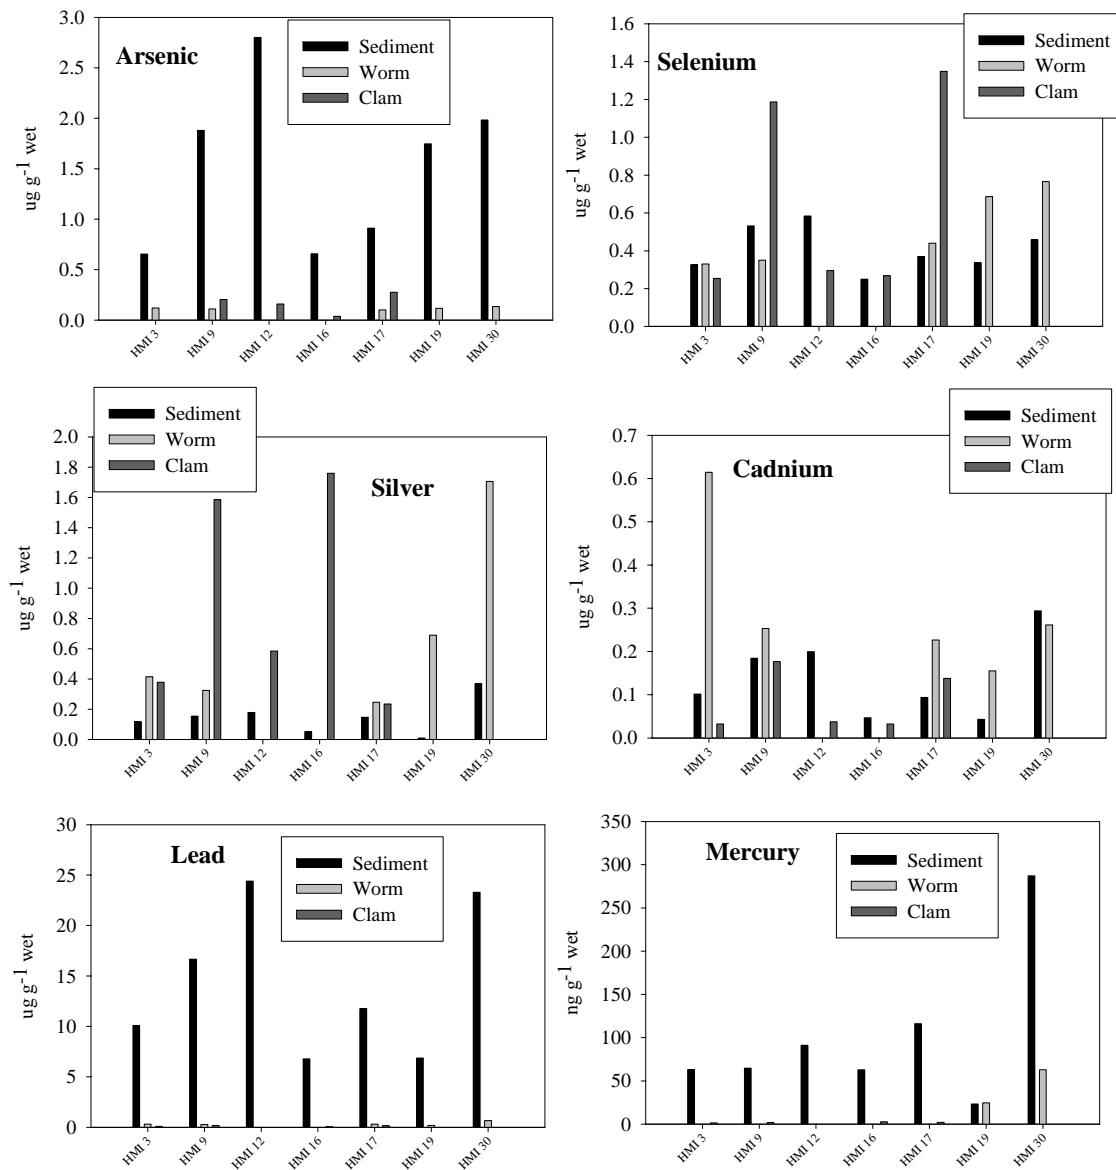 Arsenic
Sediment
Worm
Clam
3.0
2.5
2.0
1.5
1.0
0.5
0.0
ug g-1 wet
HMI 3
HMI 9
HMI 12
HMI 16
HMI 17
HMI 19
HMI 30
Selenium
Sediment
Worm
Clam
1.6
1.4
1.2
1.0
0.8
0.6
0.4
0.2
0.0
ug g-1 wet
HMI 3
HMI 9
HMI 12
HMI 16
HMI 17
HMI 19
HMI 30
Sediment
Worm
Clam
Silver
2.0
1.8
1.6
1.4
1.2
1.0
0.8
0.6
0.4
0.2
0.0
ug g-1 wet
HMI 3
HMI 9
HMI 12
HMI 16
HMI 17
HMI 19
HMI 30
Sediment
Worm
Clam
Cadnium
0.7
0.6
0.5
0.4
0.3
0.2
0.1
0.0
ug g-1 wet
HMI 3
HMI 9
HMI 12
HMI 16
HMI 17
HMI 19
HMI 30
Lead
Sediment
Worm
Clam
30
25
20
15
10
5
0
ug g-1 wet
HMI 3
HMI 9
HMI 12
HMI 16
HMI 17
HMI 19
HMI 30
Mercury
Sediment
Worm
Clam
350
300
250
200
150
100
50
0
ng g-1 wet
HMI 3
HMI 9
HMI 12
HMI 16
HMI 17
HMI 19
HMI 30